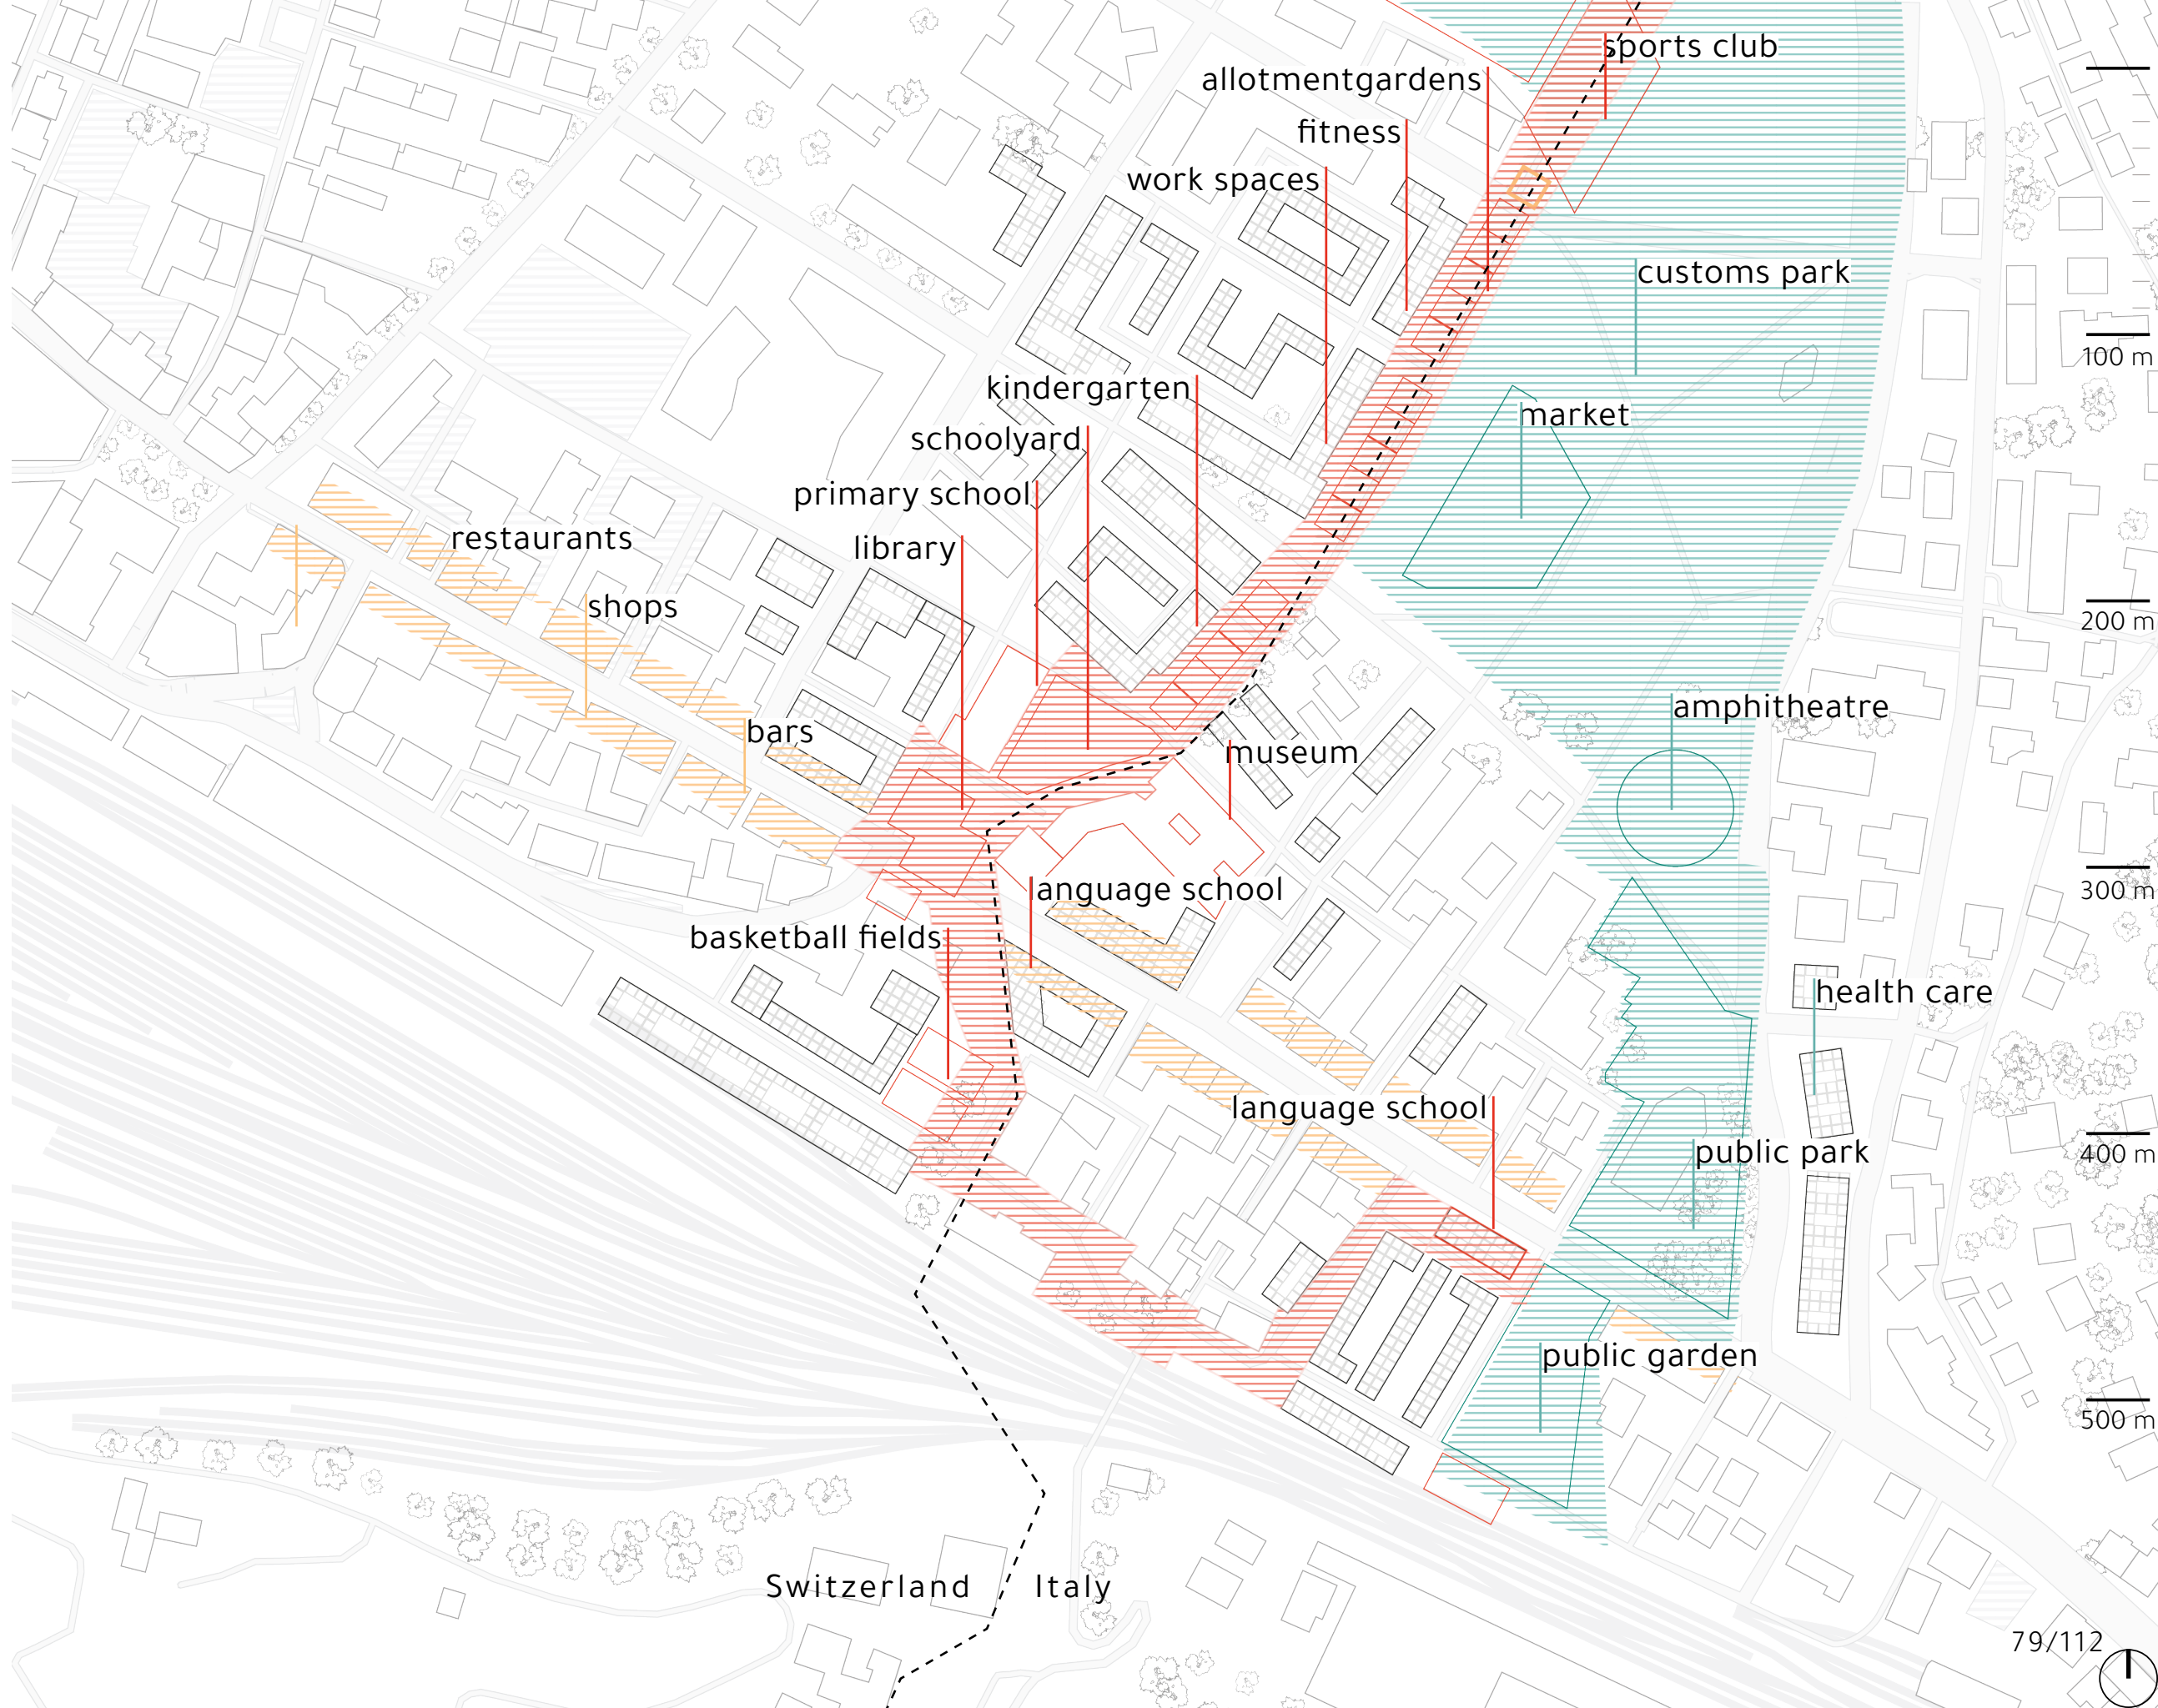 sports club
allotmentgardens
fitness
work spaces
customs park
100 m
kindergarten
market
schoolyard
primary school
restaurants
library
shops
200 m
amphitheatre
bars
museum
language school
300 m
basketball fields
health care
language school
public park
400 m
public garden
500 m
Switzerland
Italy
79/112